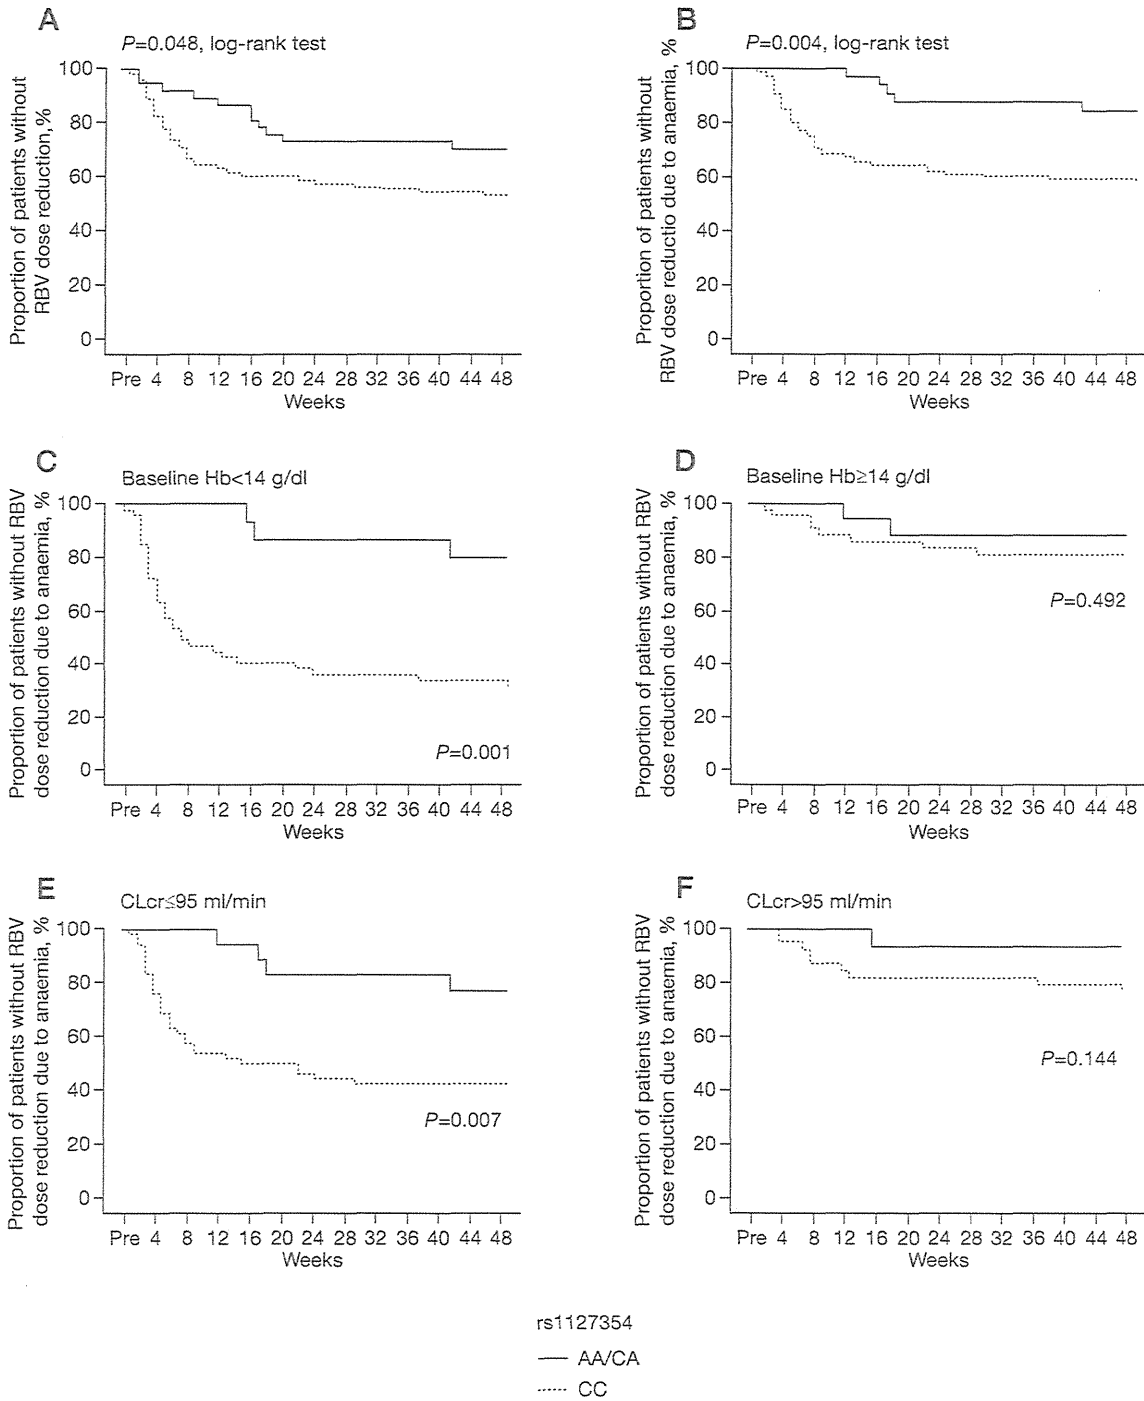 A
P=0.048, log-rank test
Proportion of patients without
RBV dose reduction,%
100
80
60
40
20
0
Pre 4 8 12 16 20 24 28 32 36 40 44 48
Weeks
B
P=0.004, log-rank test
Proportion of patients without
RBV dose reductio due to anaemia, %
100
80
60
40
20
0
Pre 4 8 12 16 20 24 28 32 36 40 44 48
Weeks
C
Baseline Hb<14 g/dl
Proportion of patients without RBV
dose reduction due to anaemia, %
100
80
60
40
20
0
P=0.001
Pre 4 8 12 16 20 24 28 32 36 40 44 48
Weeks
D
Baseline Hb≥14 g/dl
Proportion of patients without RBV
dose reduction due to anaemia, %
100
80
60
40
20
0
P=0.492
Pre 4 8 12 16 20 24 28 32 36 40 44 48
Weeks
E
CLcr≤95 ml/min
Proportion of patients without RBV
dose reduction due to anaemia, %
100
80
60
40
20
0
P=0.007
Pre 4 8 12 16 20 24 28 32 36 40 44 48
Weeks
F
CLcr>95 ml/min
Proportion of patients without RBV
dose reduction due to anaemia, %
100
80
60
40
20
0
P=0.144
Pre 4 8 12 16 20 24 28 32 36 40 44 48
Weeks
rs1127354
AA/CA
CC